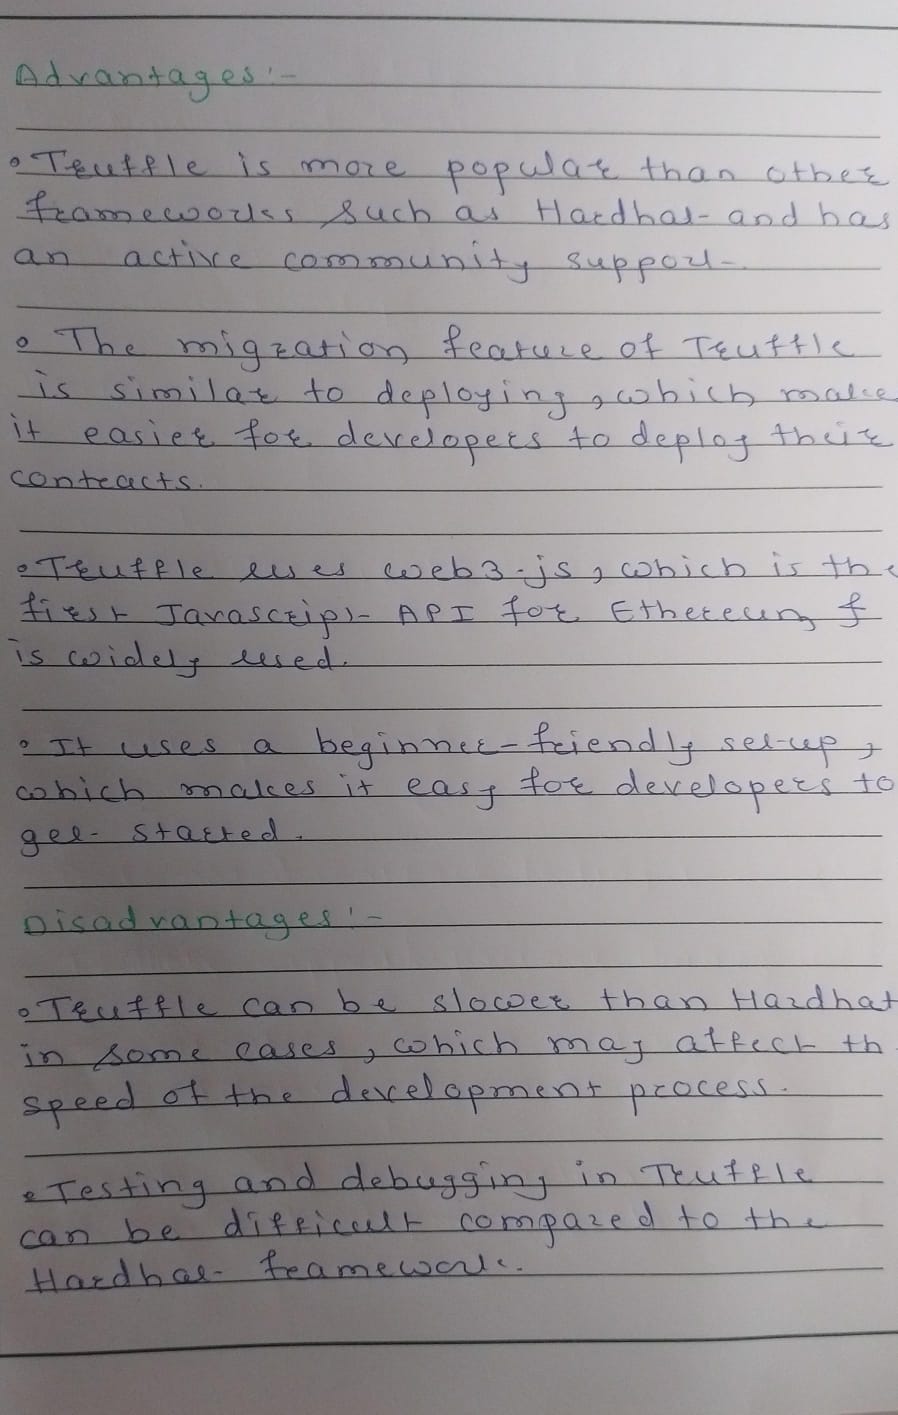 Advantages :-
• Truffle is more popular than other
frameworks such as Hardhat and has
an active community support.
• The migration feature of Truffle
is similar to deploying, which make
it easier for developers to deploy their
contracts.
• Truffle uses web3.js, which is the
first Javascript API for Ethereum &
is widely used.
• It uses a beginner-friendly set-up,
which makes it easy for developers to
get started.
Disadvantages :-
• Truffle can be slower than Hardhat
in some cases, which may affect th
speed of the development process.
• Testing and debugging in Truffle
can be difficult compared to the
Hardhat framework.